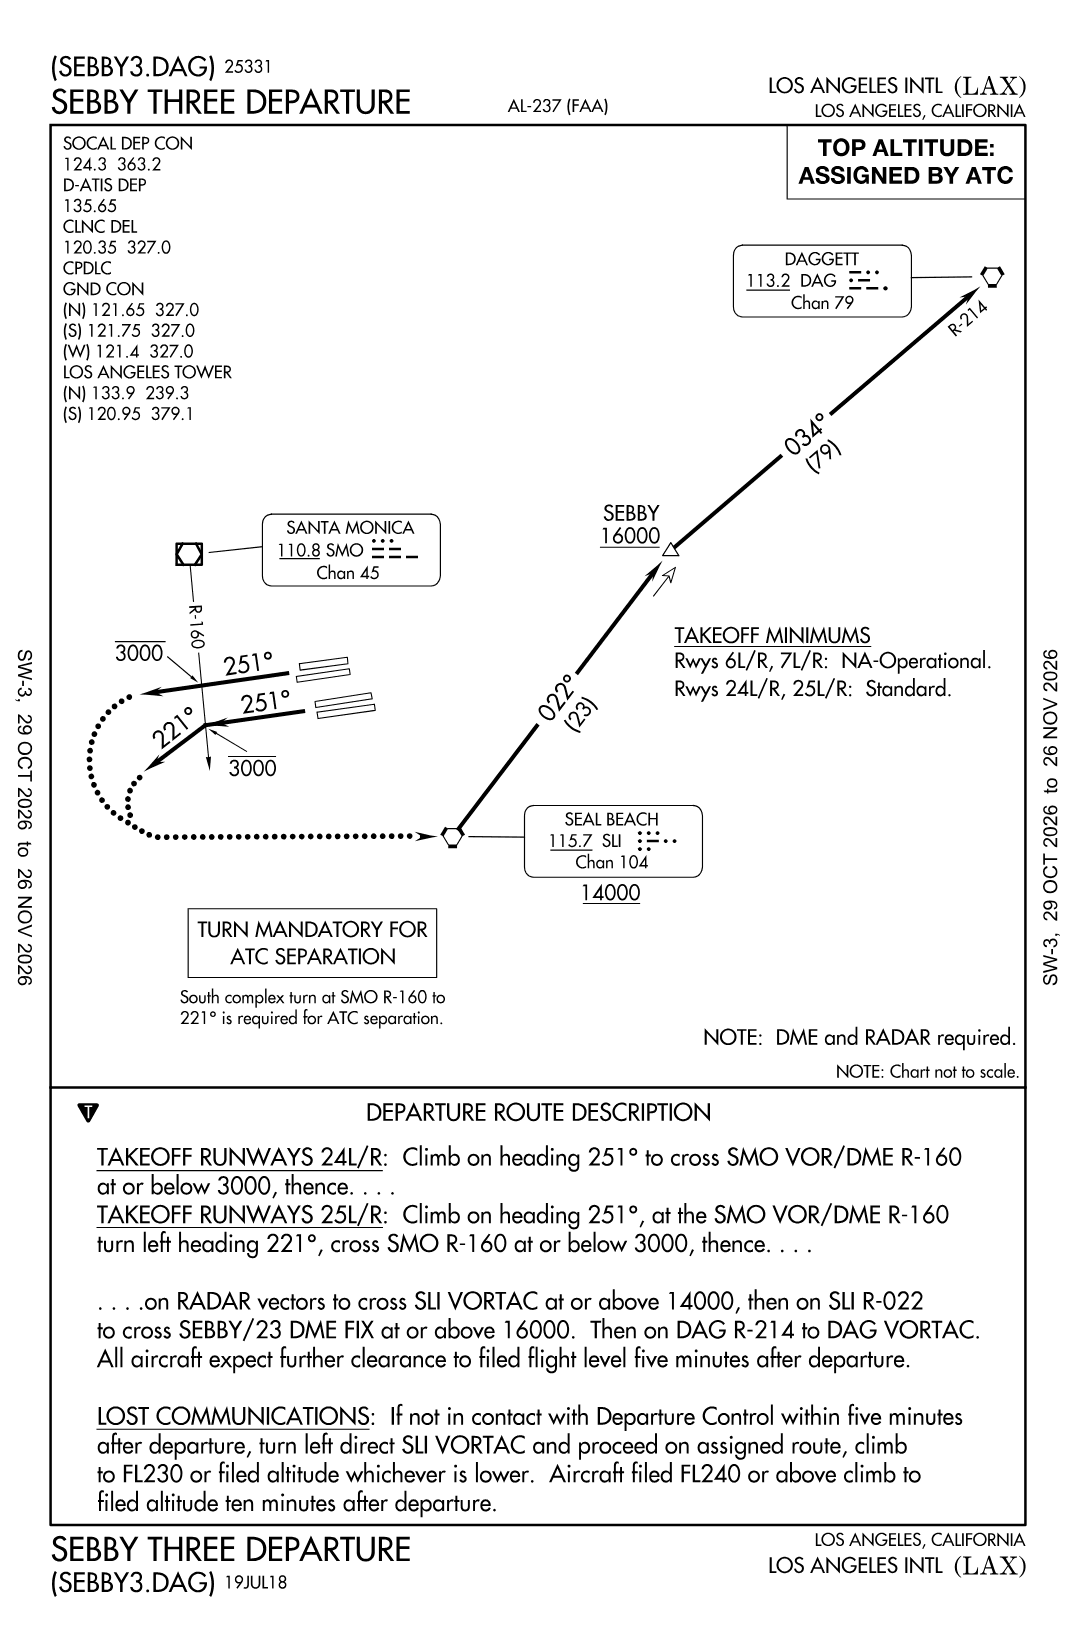 (SEBBY3.DAG) 25331
SEBBY THREE DEPARTURE
AL-237 (FAA)
LOS ANGELES INTL (LAX)
LOS ANGELES, CALIFORNIA
SOCAL DEP CON
124.3 363.2
D-ATIS DEP
135.65
CLNC DEL
120.35 327.0
CPDLC
GND CON
(N) 121.65 327.0
(S) 121.75 327.0
(W) 121.4 327.0
LOS ANGELES TOWER
(N) 133.9 239.3
(S) 120.95 379.1
TOP ALTITUDE:
ASSIGNED BY ATC
DAGGETT
113.2 DAG
Chan 79
R-214
034°
(79)
SEBBY
16000
SANTA MONICA
110.8 SMO
Chan 45
R-160
3000
251°
251°
221°
3000
022°
(23)
TAKEOFF MINIMUMS
Rwys 6L/R, 7L/R: NA-Operational.
Rwys 24L/R, 25L/R: Standard.
SEAL BEACH
115.7 SLI
Chan 104
14000
TURN MANDATORY FOR
ATC SEPARATION
South complex turn at SMO R-160 to
221° is required for ATC separation.
NOTE: DME and RADAR required.
NOTE: Chart not to scale.
SW-3, 29 OCT 2026 to 26 NOV 2026
SW-3, 29 OCT 2026 to 26 NOV 2026
T
DEPARTURE ROUTE DESCRIPTION
TAKEOFF RUNWAYS 24L/R: Climb on heading 251° to cross SMO VOR/DME R-160
at or below 3000, thence. . . .
TAKEOFF RUNWAYS 25L/R: Climb on heading 251°, at the SMO VOR/DME R-160
turn left heading 221°, cross SMO R-160 at or below 3000, thence. . . .
. . . .on RADAR vectors to cross SLI VORTAC at or above 14000, then on SLI R-022
to cross SEBBY/23 DME FIX at or above 16000. Then on DAG R-214 to DAG VORTAC.
All aircraft expect further clearance to filed flight level five minutes after departure.
LOST COMMUNICATIONS: If not in contact with Departure Control within five minutes
after departure, turn left direct SLI VORTAC and proceed on assigned route, climb
to FL230 or filed altitude whichever is lower. Aircraft filed FL240 or above climb to
filed altitude ten minutes after departure.
SEBBY THREE DEPARTURE
(SEBBY3.DAG) 19JUL18
LOS ANGELES, CALIFORNIA
LOS ANGELES INTL (LAX)